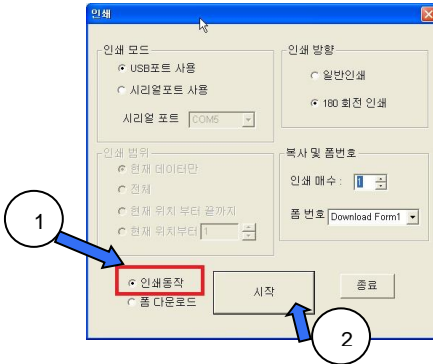 인쇄
인쇄 모드
USB포트 사용
시리얼포트 사용
시리얼 포트 COM5
인쇄 방향
일반인쇄
180 회전 인쇄
인쇄 범위
현재 데이터만
전체
현재 위치 부터 끝까지
현재 위치부터 1
복사 및 폼번호
인쇄 매수 : 1
폼 번호 Download Form1
1
인쇄동작
폼 다운로드
시작
종료
2